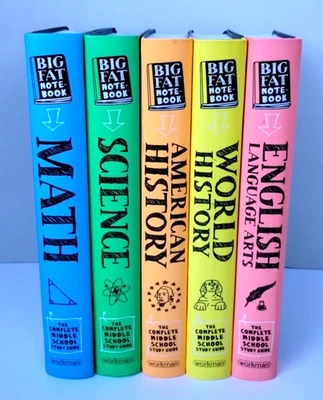 BIG
FAT
NOTE-
BOOK
MATH
THE
COMPLETE
MIDDLE
SCHOOL
STUDY GUIDE
workman
BIG
FAT
NOTE-
BOOK
SCIENCE
THE
COMPLETE
MIDDLE
SCHOOL
STUDY GUIDE
workman
BIG
FAT
NOTE-
BOOK
AMERICAN
HISTORY
THE
COMPLETE
MIDDLE
SCHOOL
STUDY GUIDE
workman
BIG
FAT
NOTE-
BOOK
WORLD
HISTORY
THE
COMPLETE
MIDDLE
SCHOOL
STUDY GUIDE
workman
BIG
FAT
NOTE-
BOOK
ENGLISH
LANGUAGE ARTS
THE
COMPLETE
MIDDLE
SCHOOL
STUDY GUIDE
workman